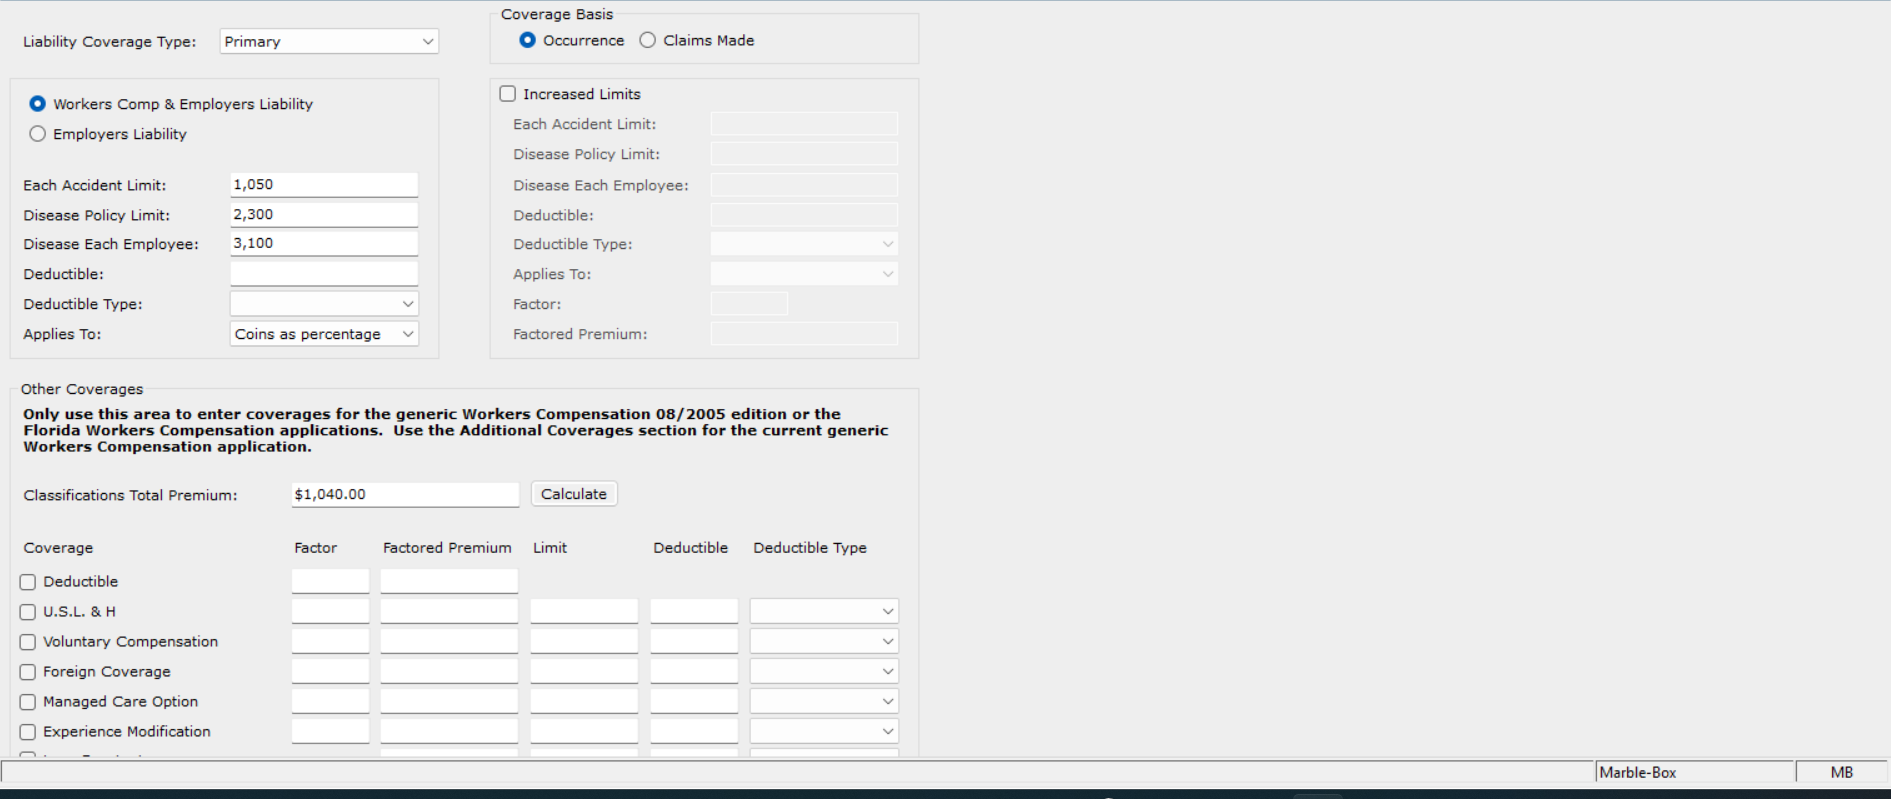 Coverage Basis
Liability Coverage Type: Primary
Occurrence Claims Made
Workers Comp & Employers Liability
Employers Liability
Each Accident Limit: 1,050
Disease Policy Limit: 2,300
Disease Each Employee: 3,100
Deductible:
Deductible Type:
Applies To: Coins as percentage
Increased Limits
Each Accident Limit:
Disease Policy Limit:
Disease Each Employee:
Deductible:
Deductible Type:
Applies To:
Factor:
Factored Premium:
Other Coverages
Only use this area to enter coverages for the generic Workers Compensation 08/2005 edition or the
Florida Workers Compensation applications. Use the Additional Coverages section for the current generic
Workers Compensation application.
Classifications Total Premium: $1,040.00 Calculate
Coverage Factor Factored Premium Limit Deductible Deductible Type
Deductible
U.S.L. & H
Voluntary Compensation
Foreign Coverage
Managed Care Option
Experience Modification
Marble-Box MB